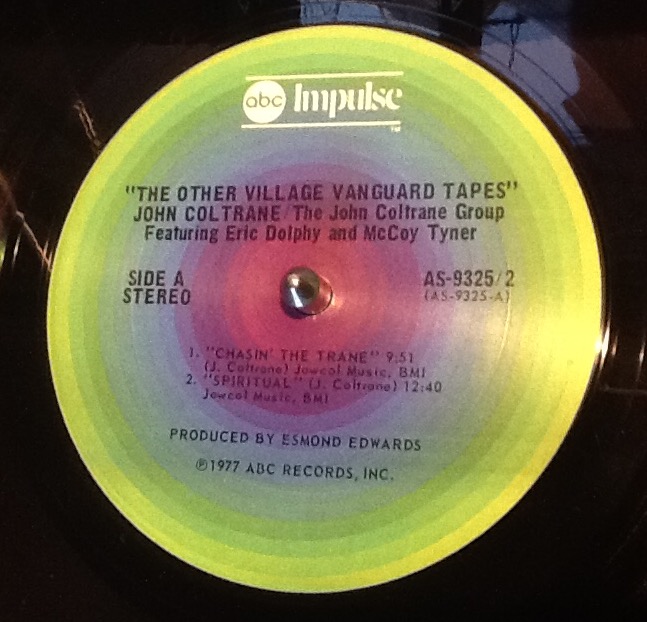 abc Impulse
TM
"THE OTHER VILLAGE VANGUARD TAPES"
JOHN COLTRANE/The John Coltrane Group
Featuring Eric Dolphy and McCoy Tyner
SIDE A
STEREO
AS-9325/2
(AS-9325-A)
1. "CHASIN' THE TRANE" 9:51
(J. Coltrane) Jowcol Music, BMI
2. "SPIRITUAL" (J. Coltrane) 12:40
Jowcol Music, BMI
PRODUCED BY ESMOND EDWARDS
℗1977 ABC RECORDS, INC.